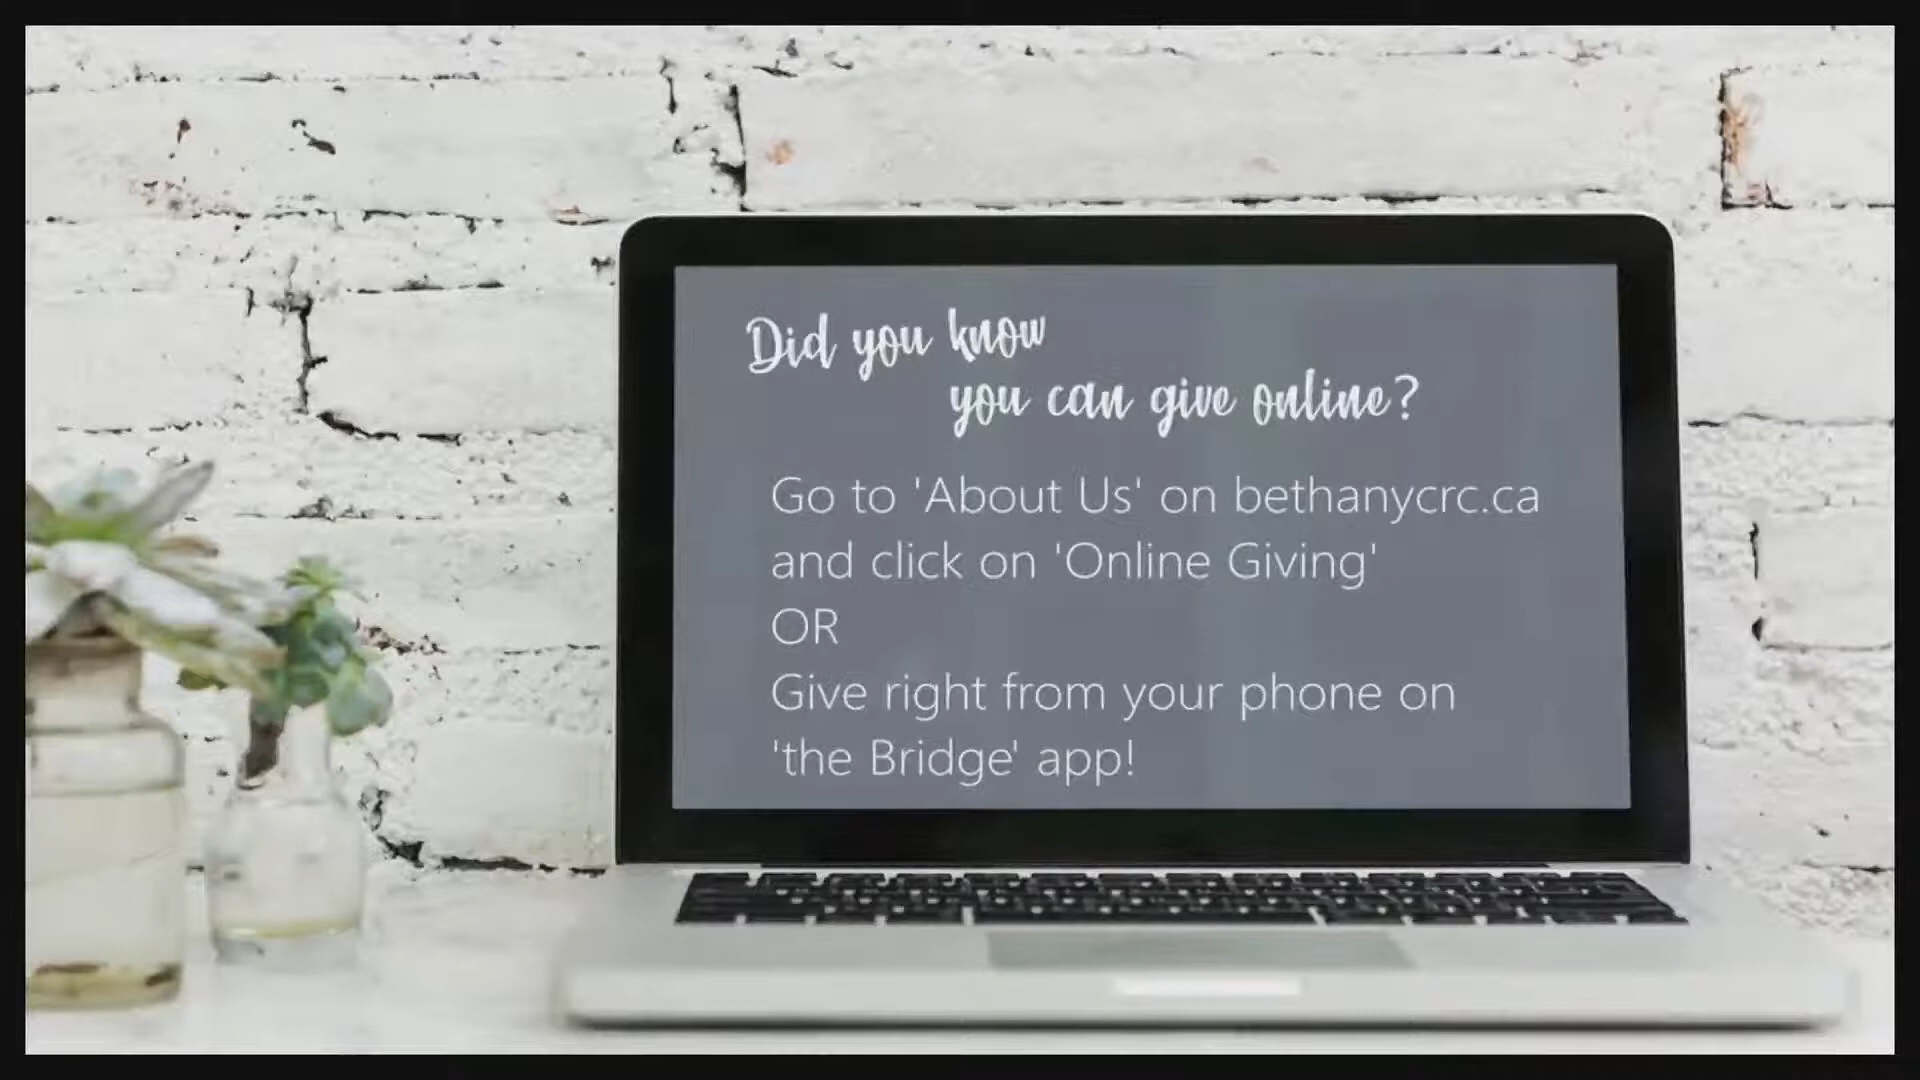 Did you know
you can give online?
Go to 'About Us' on bethanycrc.ca
and click on 'Online Giving'
OR
Give right from your phone on
'the Bridge' app!